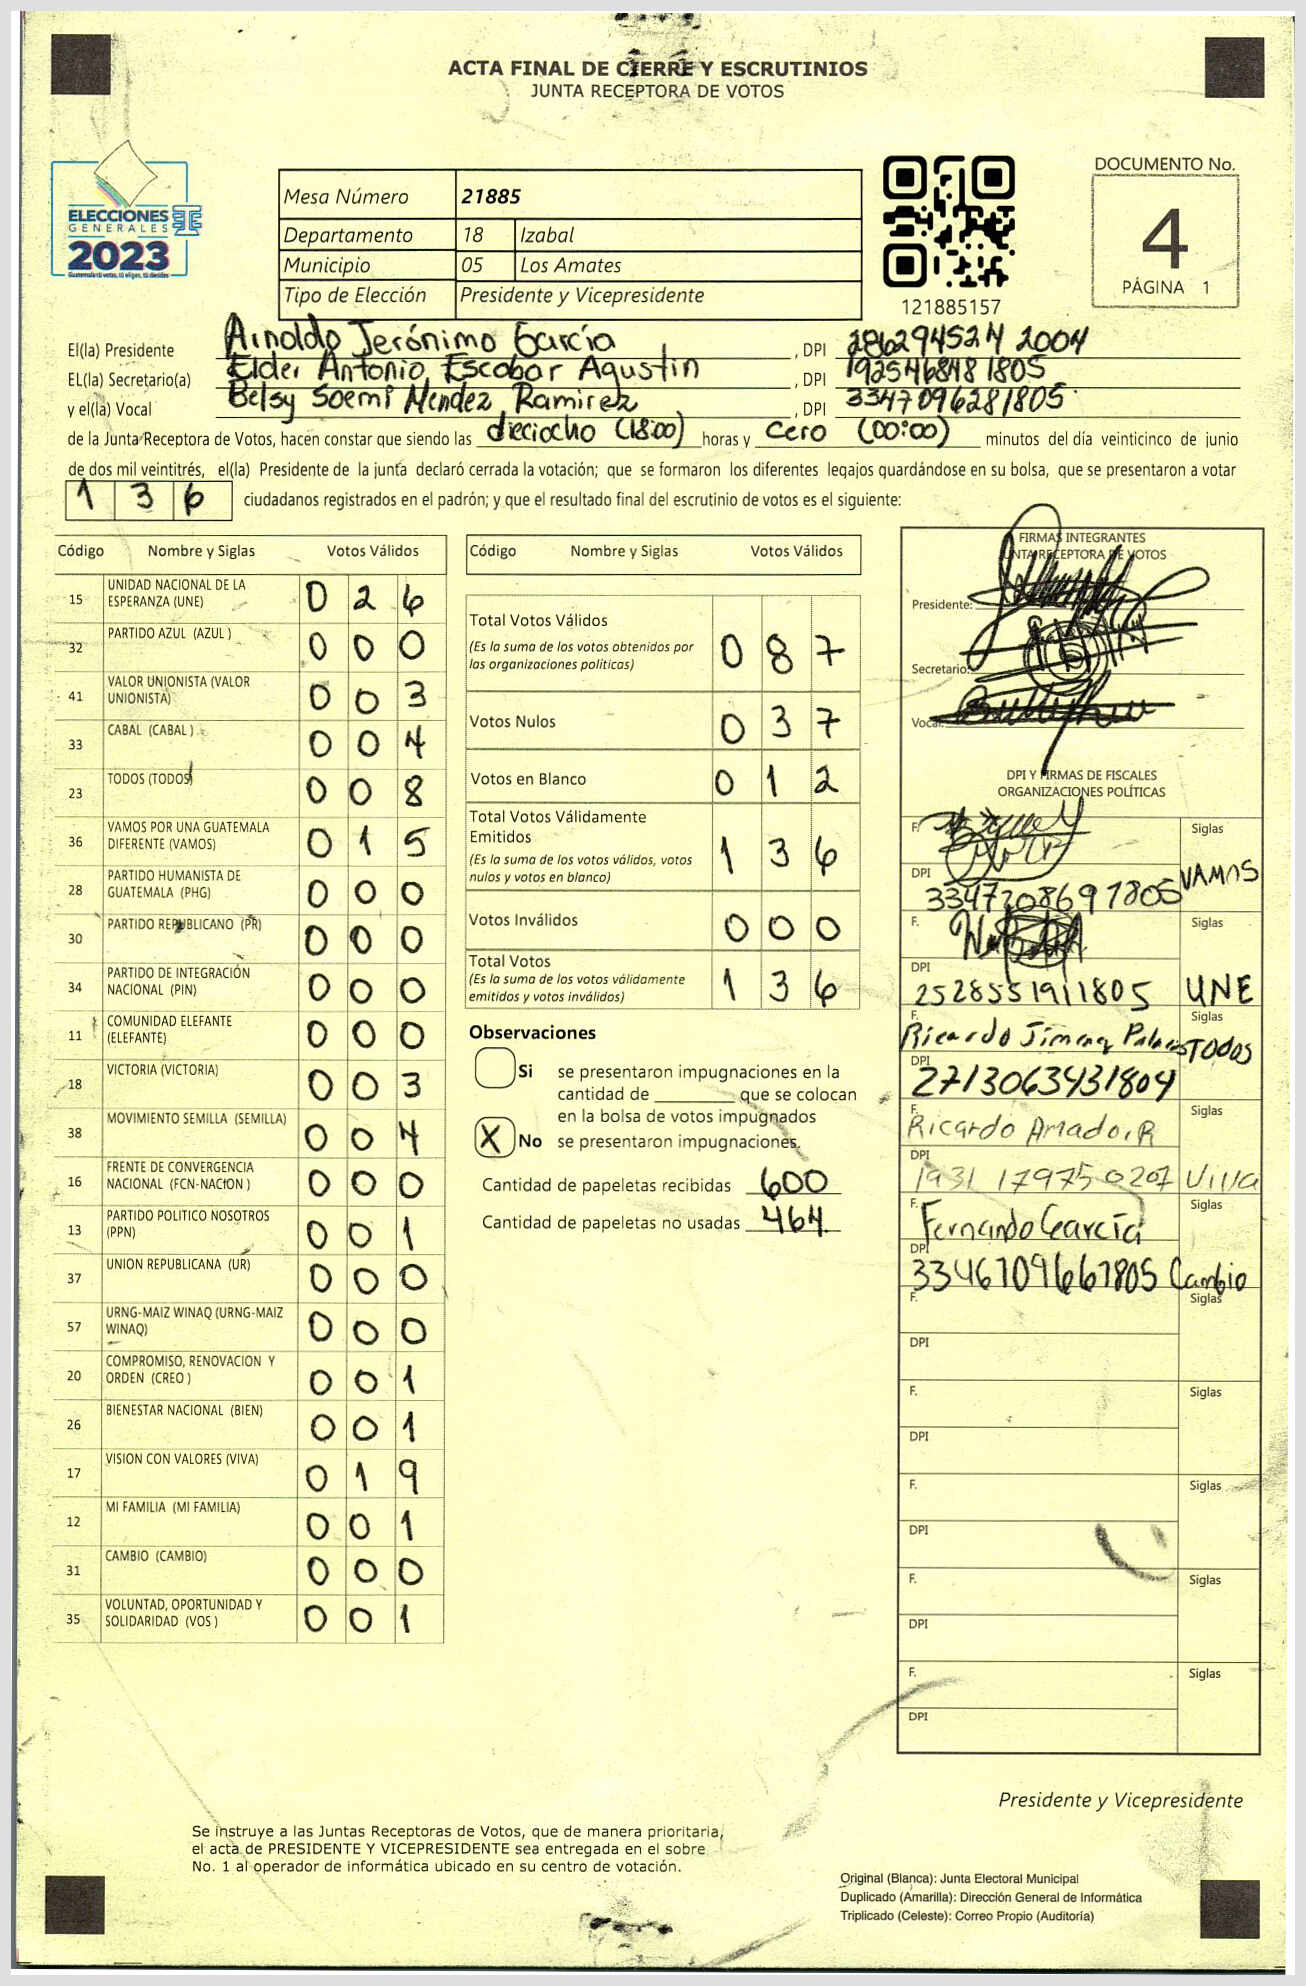 ACTA FINAL DE CIERRE Y ESCRUTINIOS
JUNTA RECEPTORA DE VOTOS
ELECCIONES
GENERALES
2023
Mesa Número 21885
Departamento 18 Izabal
Municipio 05 Los Amates
Tipo de Elección Presidente y Vicepresidente
121885157
DOCUMENTO No.
4
PÁGINA 1
El(la) Presidente Arnoldo Jerónimo García , DPI 286294524 2004
EL(la) Secretario(a) Elder Antonio Escobar Agustin , DPI 192546848 1805
y el(la) Vocal Belsy Soemi Mendez Ramirez , DPI 3347096281805
de la Junta Receptora de Votos, hacen constar que siendo las dieciocho (18:00) horas y cero (00:00) minutos del día veinticinco de junio
de dos mil veintitrés, el(la) Presidente de la junta declaró cerrada la votación; que se formaron los diferentes legajos guardándose en su bolsa, que se presentaron a votar
1 3 6 ciudadanos registrados en el padrón; y que el resultado final del escrutinio de votos es el siguiente:
Código Nombre y Siglas Votos Válidos
15 UNIDAD NACIONAL DE LA ESPERANZA (UNE) 0 2 6
32 PARTIDO AZUL (AZUL ) 0 0 0
41 VALOR UNIONISTA (VALOR UNIONISTA) 0 0 3
33 CABAL (CABAL ) 0 0 4
23 TODOS (TODOS) 0 0 8
36 VAMOS POR UNA GUATEMALA DIFERENTE (VAMOS) 0 1 5
28 PARTIDO HUMANISTA DE GUATEMALA (PHG) 0 0 0
30 PARTIDO REPUBLICANO (PR) 0 0 0
34 PARTIDO DE INTEGRACIÓN NACIONAL (PIN) 0 0 0
11 COMUNIDAD ELEFANTE (ELEFANTE) 0 0 0
18 VICTORIA (VICTORIA) 0 0 3
38 MOVIMIENTO SEMILLA (SEMILLA) 0 0 4
16 FRENTE DE CONVERGENCIA NACIONAL (FCN-NACION ) 0 0 0
13 PARTIDO POLITICO NOSOTROS (PPN) 0 0 1
37 UNION REPUBLICANA (UR) 0 0 0
57 URNG-MAIZ WINAQ (URNG-MAIZ WINAQ) 0 0 0
20 COMPROMISO, RENOVACION Y ORDEN (CREO ) 0 0 1
26 BIENESTAR NACIONAL (BIEN) 0 0 1
17 VISION CON VALORES (VIVA) 0 1 9
12 MI FAMILIA (MI FAMILIA) 0 0 1
31 CAMBIO (CAMBIO) 0 0 0
35 VOLUNTAD, OPORTUNIDAD Y SOLIDARIDAD (VOS ) 0 0 1
Código Nombre y Siglas Votos Válidos
Total Votos Válidos 0 8 7
(Es la suma de los votos obtenidos por
las organizaciones políticas)
Votos Nulos 0 3 7
Votos en Blanco 0 1 2
Total Votos Válidamente
Emitidos 1 3 6
(Es la suma de los votos válidos, votos
nulos y votos en blanco)
Votos Inválidos 0 0 0
Total Votos 1 3 6
(Es la suma de los votos válidamente
emitidos y votos inválidos)
Observaciones
Si se presentaron impugnaciones en la
cantidad de ________ que se colocan
en la bolsa de votos impugnados
X No se presentaron impugnaciones.
Cantidad de papeletas recibidas 600
Cantidad de papeletas no usadas 464
FIRMAS INTEGRANTES
JUNTA RECEPTORA DE VOTOS
Presidente:
Secretario:
Vocal:
DPI Y FIRMAS DE FISCALES
ORGANIZACIONES POLÍTICAS
F. Siglas
DPI 3347208691805 VAMOS
F. Siglas
DPI 2528551911805 UNE
F. Ricardo Siglas
DPI 2713063431804 TODOS
F. Ricardo Amado.R Siglas
DPI 1931 17975 0207
F. Fernando García Siglas
DPI 3346709661805 Cambio
F. Siglas
DPI
F. Siglas
DPI
F. Siglas
DPI
F. Siglas
DPI
F. Siglas
DPI
Presidente y Vicepresidente
Se instruye a las Juntas Receptoras de Votos, que de manera prioritaria,
el acta de PRESIDENTE Y VICEPRESIDENTE sea entregada en el sobre
No. 1 al operador de informática ubicado en su centro de votación.
Original (Blanca): Junta Electoral Municipal
Duplicado (Amarilla): Dirección General de Informática
Triplicado (Celeste): Correo Propio (Auditoría)